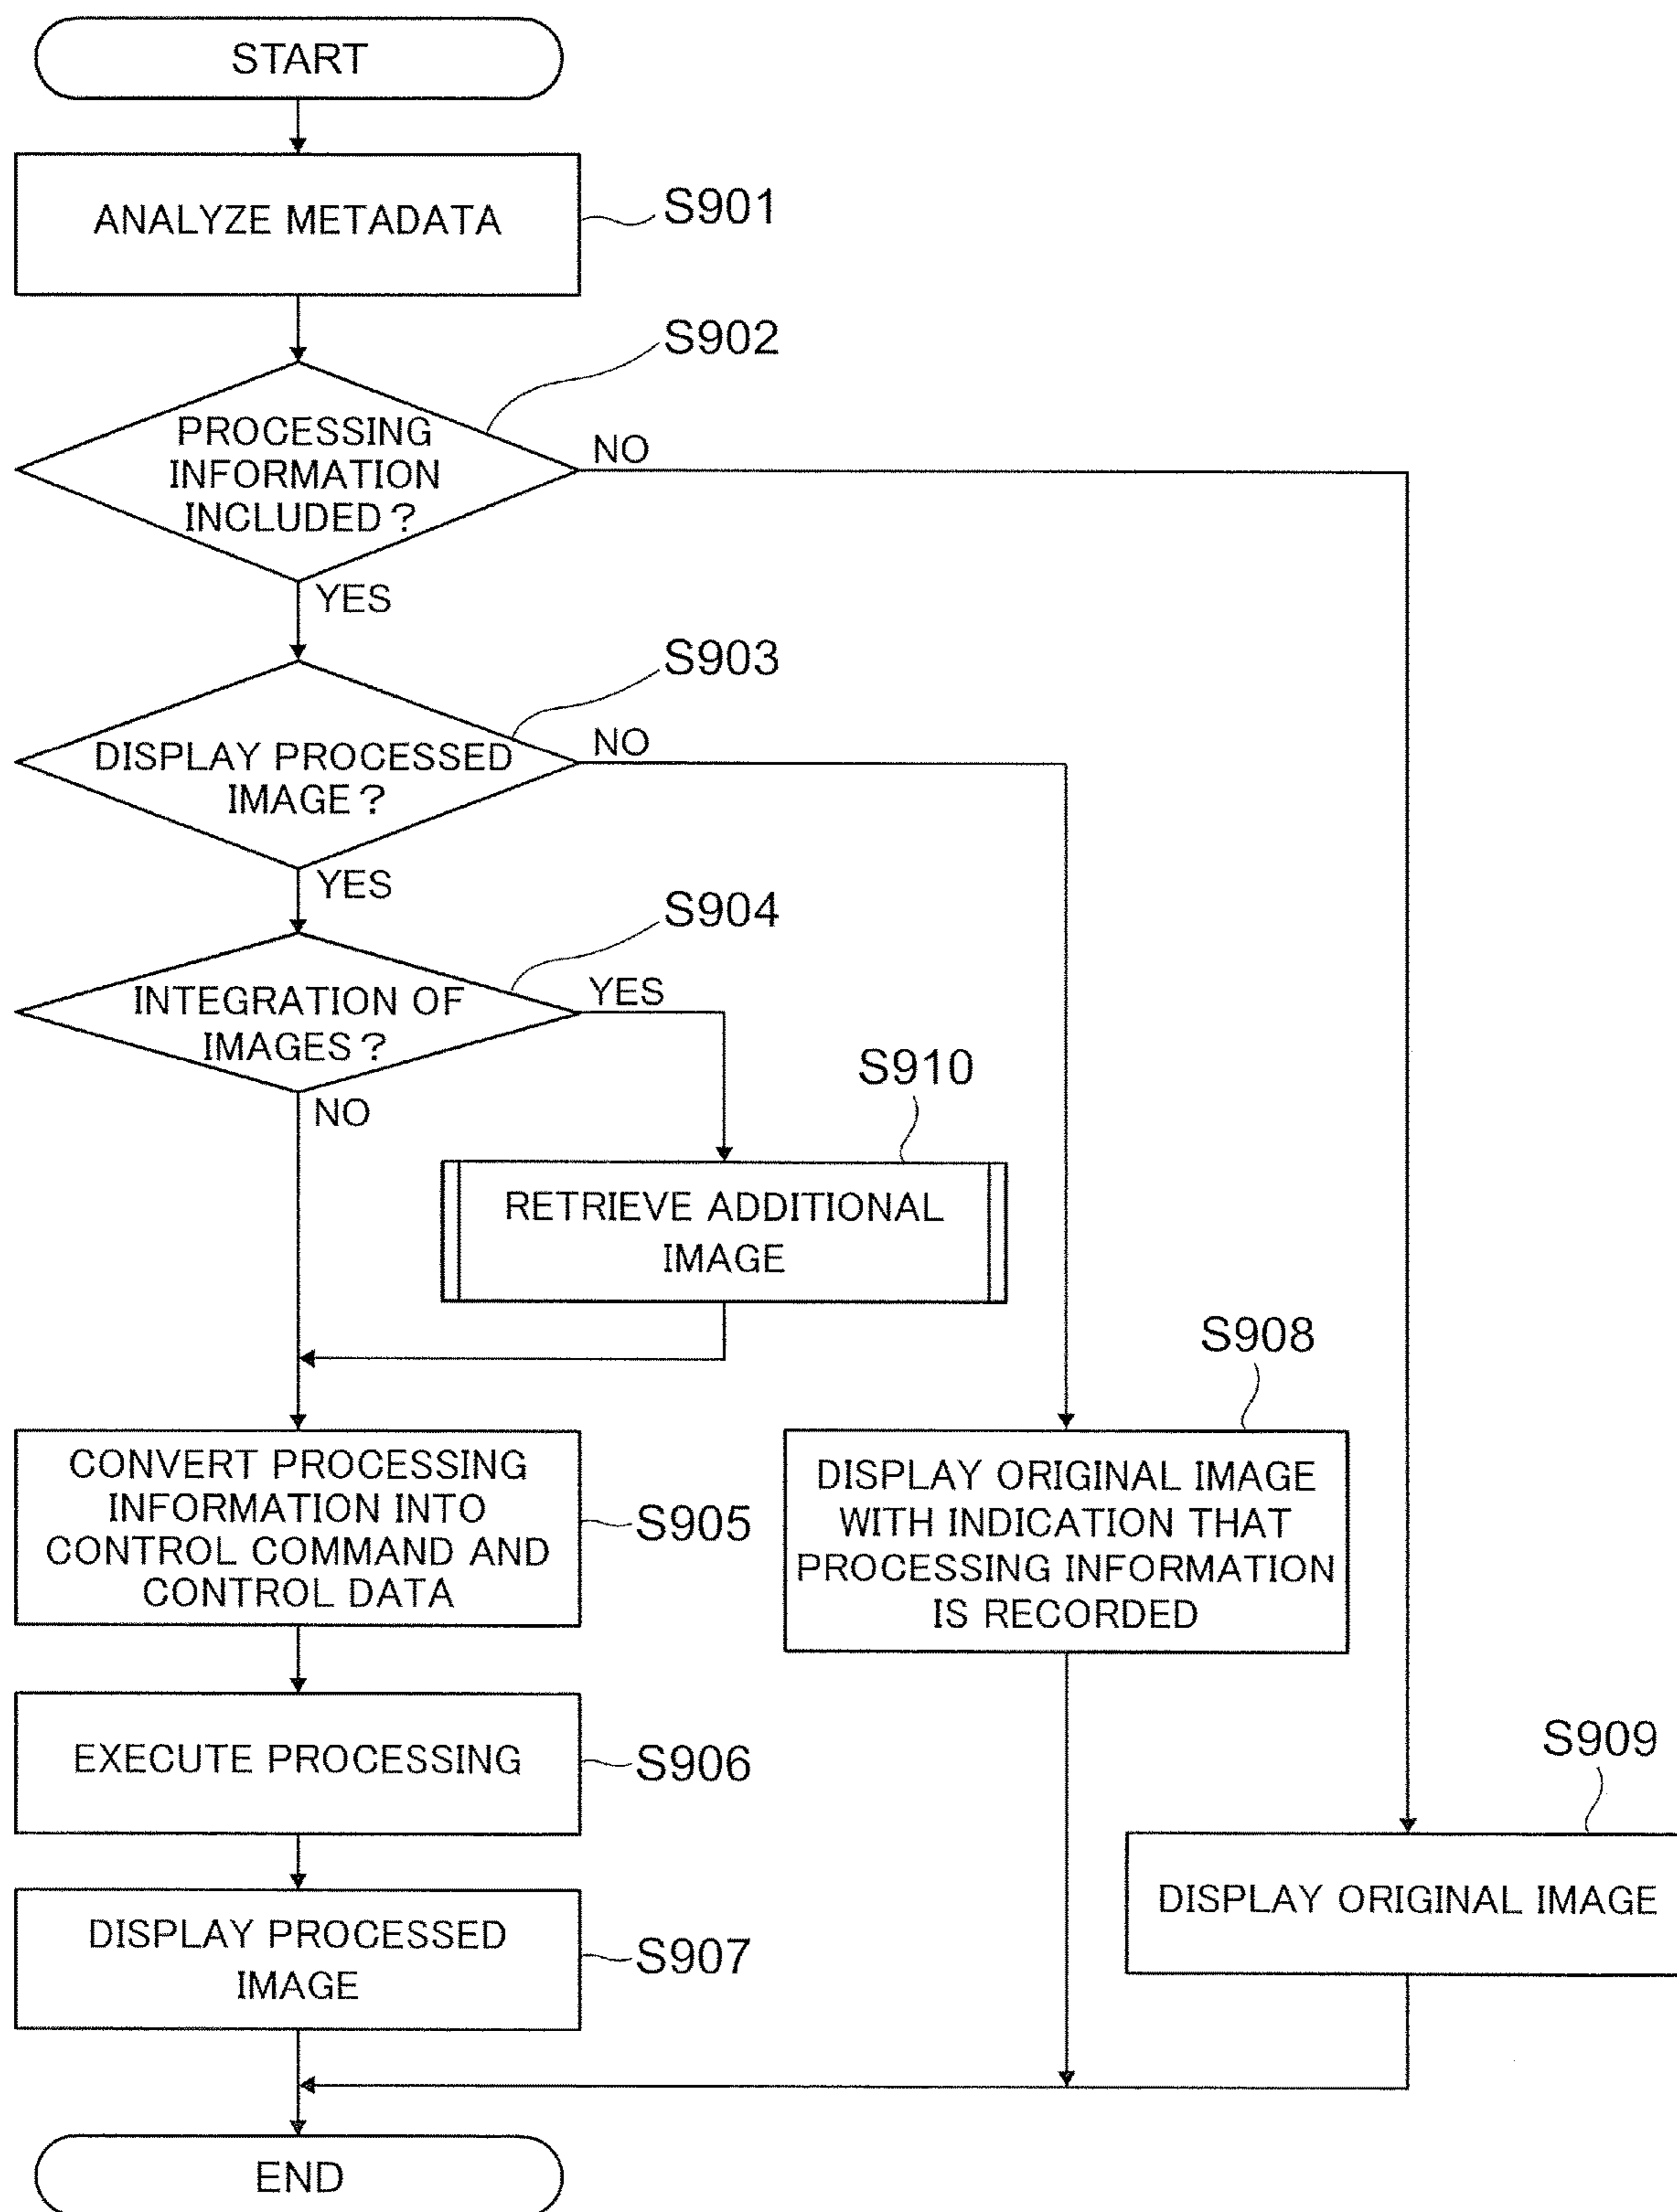 START
ANALYZE METADATA
S901
S902
PROCESSING
INFORMATION
INCLUDED?
NO
YES
S903
DISPLAY PROCESSED
IMAGE?
NO
YES
S904
INTEGRATION OF
IMAGES?
YES
NO
S910
RETRIEVE ADDITIONAL
IMAGE
CONVERT PROCESSING
INFORMATION INTO
CONTROL COMMAND AND
CONTROL DATA
S905
S908
DISPLAY ORIGINAL IMAGE
WITH INDICATION THAT
PROCESSING INFORMATION
IS RECORDED
EXECUTE PROCESSING
S906
S909
DISPLAY ORIGINAL IMAGE
DISPLAY PROCESSED
IMAGE
S907
END